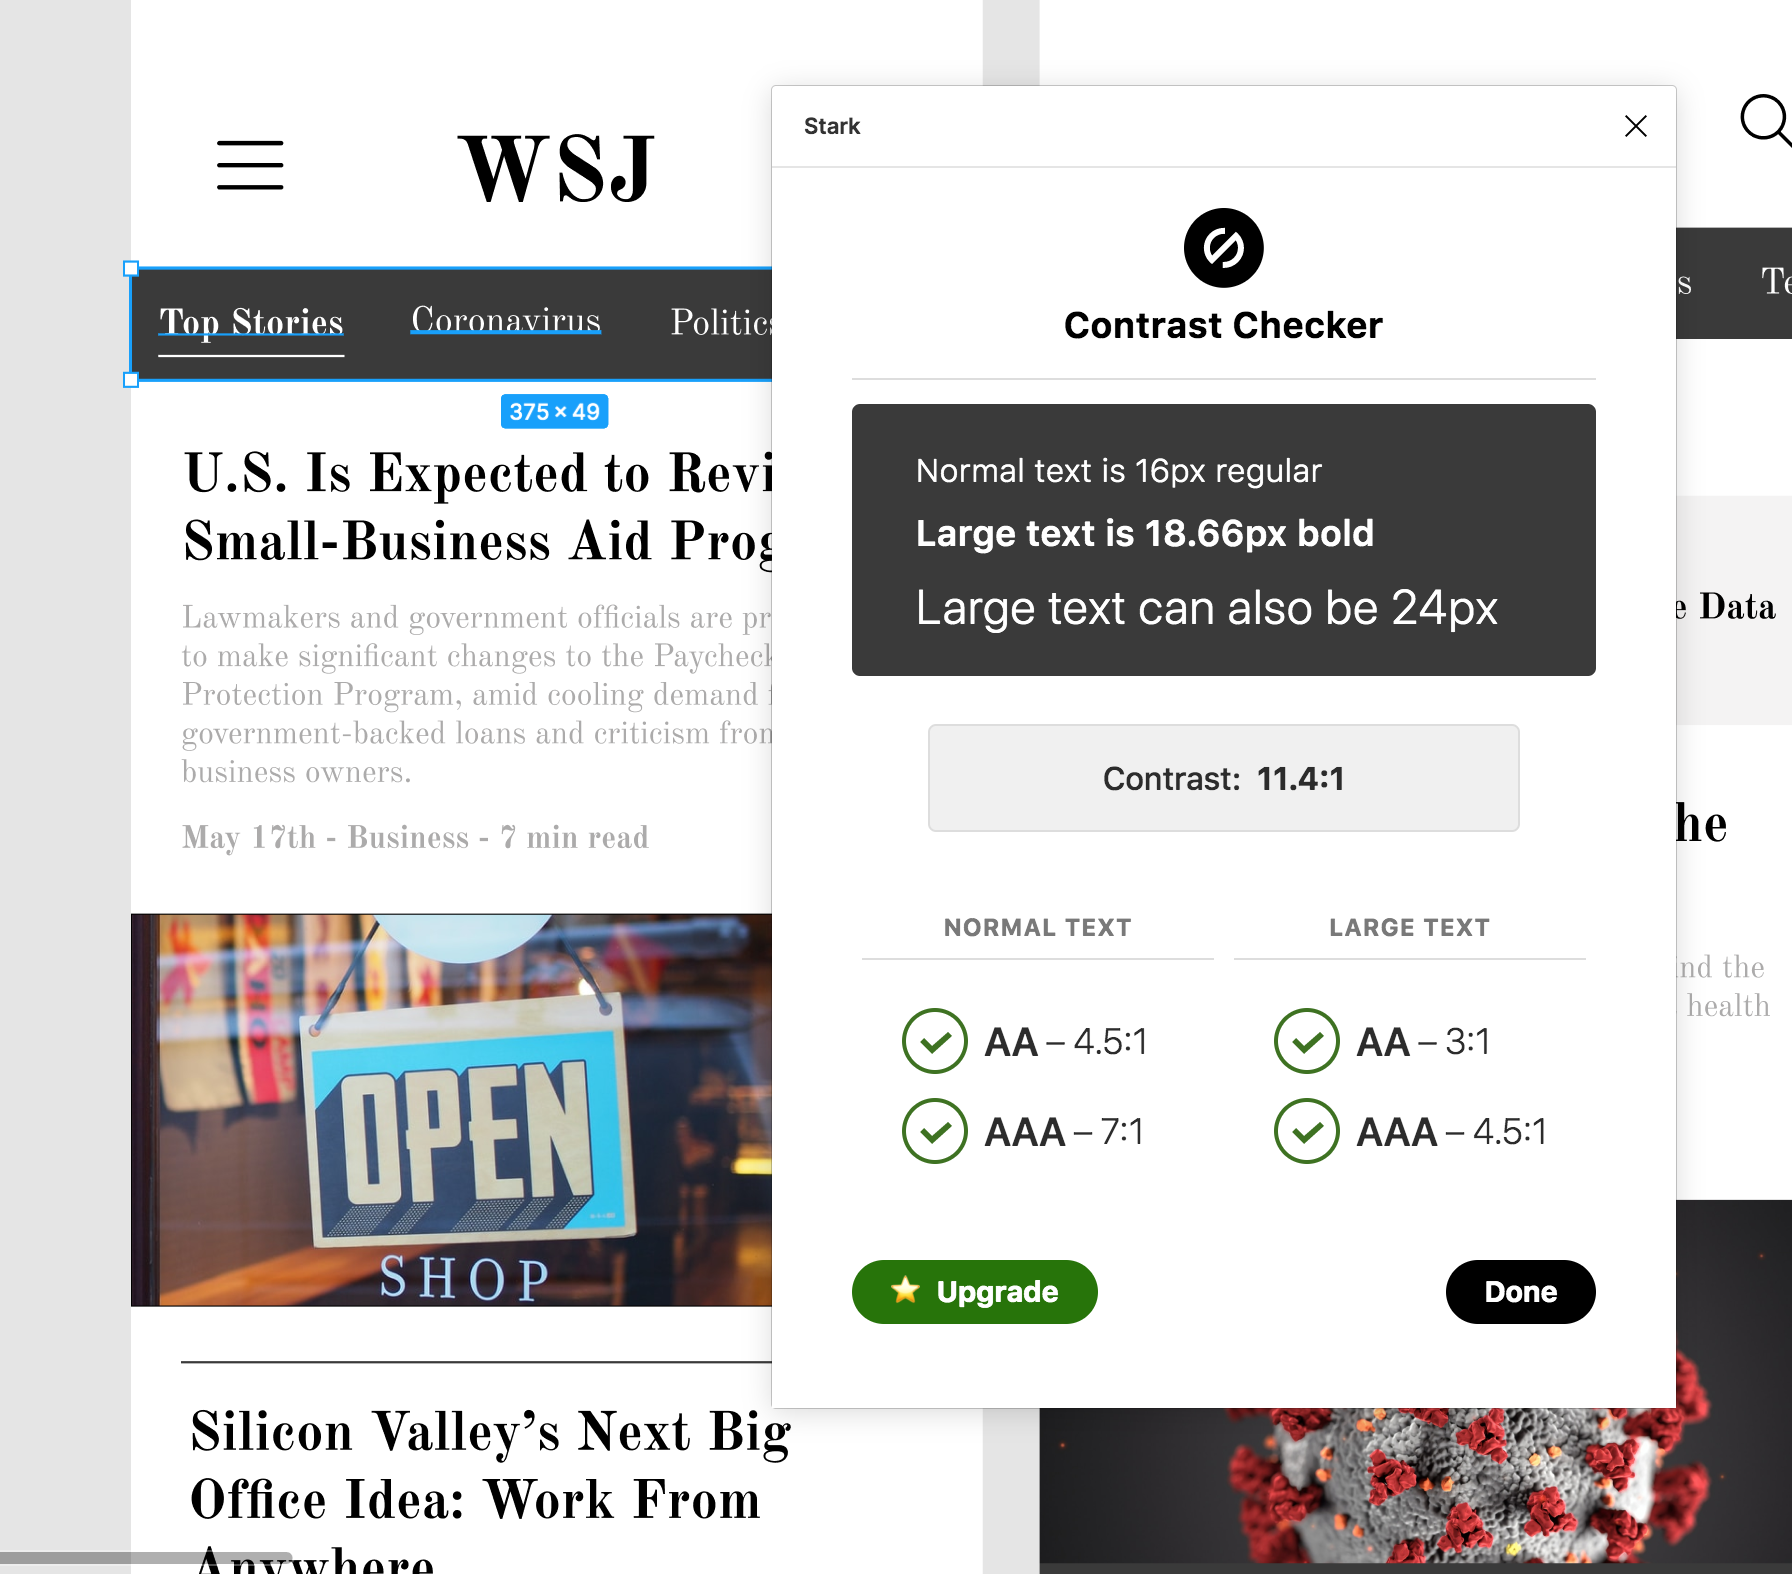 WSJ
Top Stories
Coronavirus
Politics
375 × 49
U.S. Is Expected to Revi
Small-Business Aid Prog
Lawmakers and government officials are pr
to make significant changes to the Paycheck
Protection Program, amid cooling demand f
government-backed loans and criticism from
business owners.
May 17th - Business - 7 min read
OPEN
SHOP
Silicon Valley’s Next Big
Office Idea: Work From
Anywhere
Stark
Contrast Checker
Normal text is 16px regular
Large text is 18.66px bold
Large text can also be 24px
Contrast: 11.4:1
NORMAL TEXT
AA – 4.5:1
AAA – 7:1
LARGE TEXT
AA – 3:1
AAA – 4.5:1
Upgrade
Done
s
Te
e Data
he
ind the
health